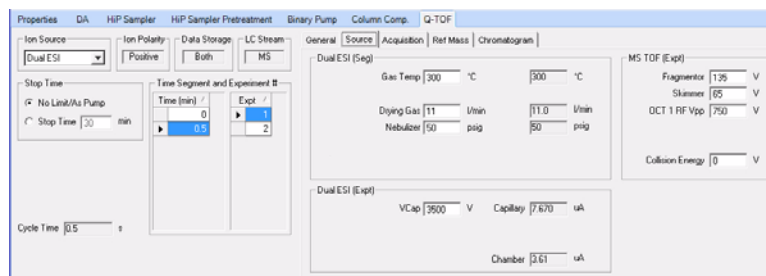 Properties DA HiP Sampler HiP Sampler Pretreatment Binary Pump Column Comp. Q-TOF
Ion Source Ion Polarity Data Storage LC Stream
Dual ESI Positive Both MS
General Source Acquisition Ref Mass Chromatogram
Dual ESI (Seg) MS TOF (Expt)
Gas Temp 300 °C 300 °C Fragmentor 135 V
Stop Time Time Segment and Experiment #
Skimmer 65 V
No Limit/As Pump Time (min) / Expt /
Drying Gas 11 l/min 11.0 l/min OCT 1 RF Vpp 750 V
0 1
Stop Time 30 min 0.5 2
Nebulizer 50 psig 50 psig
Collision Energy 0 V
Dual ESI (Expt)
VCap 3500 V Capillary 7.670 uA
Cycle Time 0.5 s
Chamber 3.61 uA